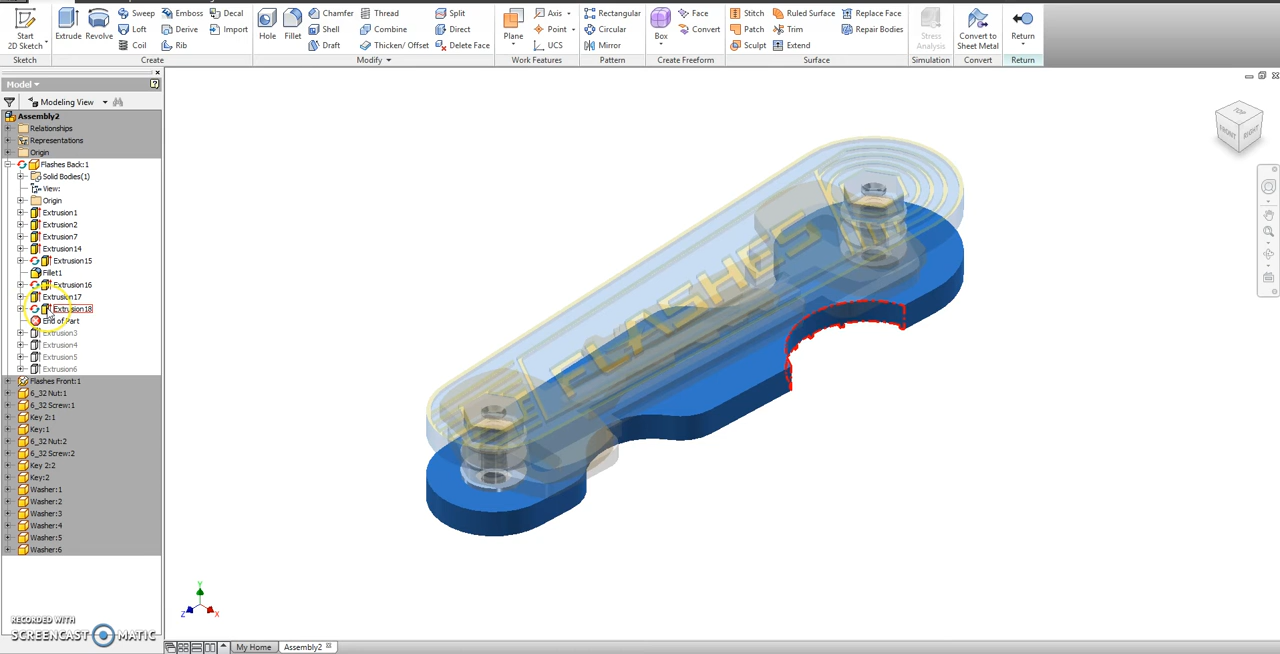 Start
2D Sketch
Extrude
Revolve
Sweep
Loft
Coil
Emboss
Derive
Rib
Decal
Import
Hole
Fillet
Chamfer
Shell
Draft
Thread
Combine
Thicken/ Offset
Split
Direct
Delete Face
Plane
Axis
Point
UCS
Rectangular
Circular
Mirror
Box
Face
Convert
Stitch
Patch
Sculpt
Ruled Surface
Trim
Extend
Replace Face
Repair Bodies
Stress
Analysis
Convert to
Sheet Metal
Return
Sketch
Create
Modify
Work Features
Pattern
Create Freeform
Surface
Simulation
Convert
Return
Model
Modeling View
Assembly2
Relationships
Representations
Origin
Flashes Back:1
Solid Bodies(1)
View:
Origin
Extrusion1
Extrusion2
Extrusion7
Extrusion14
Extrusion15
Fillet1
Extrusion16
Extrusion17
Extrusion18
End of Part
Extrusion3
Extrusion4
Extrusion5
Extrusion6
Flashes Front:1
6_32 Nut:1
6_32 Screw:1
Key 2:1
Key:1
6_32 Nut:2
6_32 Screw:2
Key 2:2
Key:2
Washer:1
Washer:2
Washer:3
Washer:4
Washer:5
Washer:6
FLASHES
TOP
FRONT
RIGHT
Y
Z
X
RECORDED WITH
SCREENCAST MATIC
My Home
Assembly2